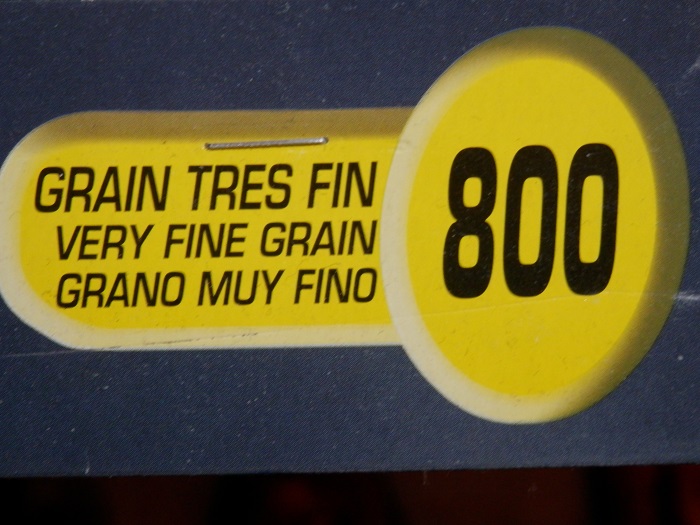 GRAIN TRES FIN
VERY FINE GRAIN
GRANO MUY FINO
800